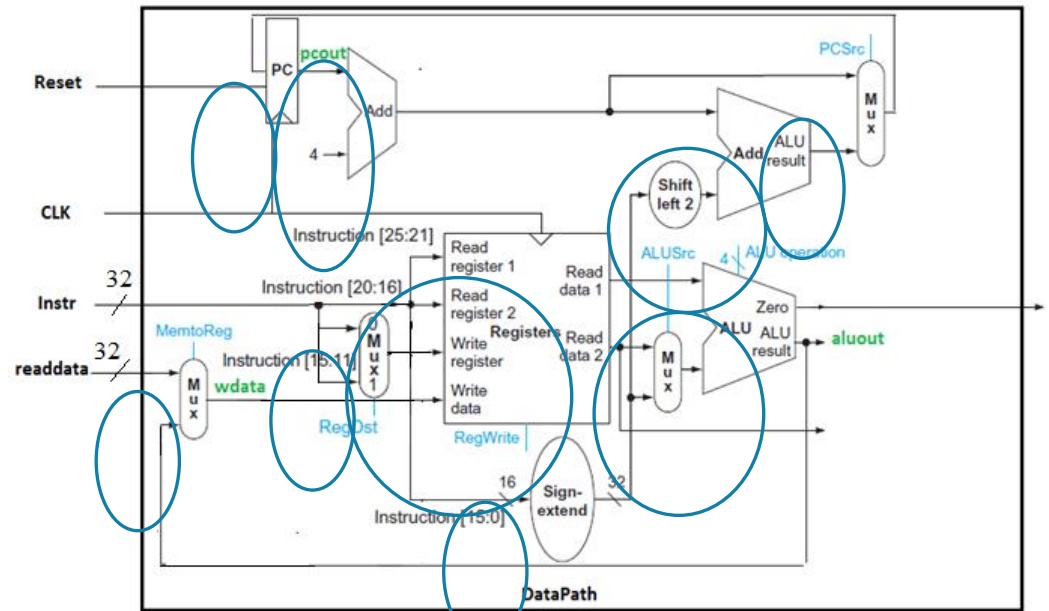 pcout
PCSrc
Reset
PC
Add
M
u
x
4
Add
ALU
result
Shift
left 2
CLK
Instruction [25:21]
Read
register 1
Read
data 1
ALUSrc
4
ALU operation
32
Instr
Instruction [20:16]
Read
register 2
Registers
Zero
MemtoReg
0
M
u
x
1
Write
register
Read
data 2
M
u
x
ALU
ALU
result
aluout
32
readdata
Instruction [15:11]
M
u
x
wdata
Write
data
RegDst
RegWrite
16
Sign-
extend
32
Instruction [15:0]
DataPath